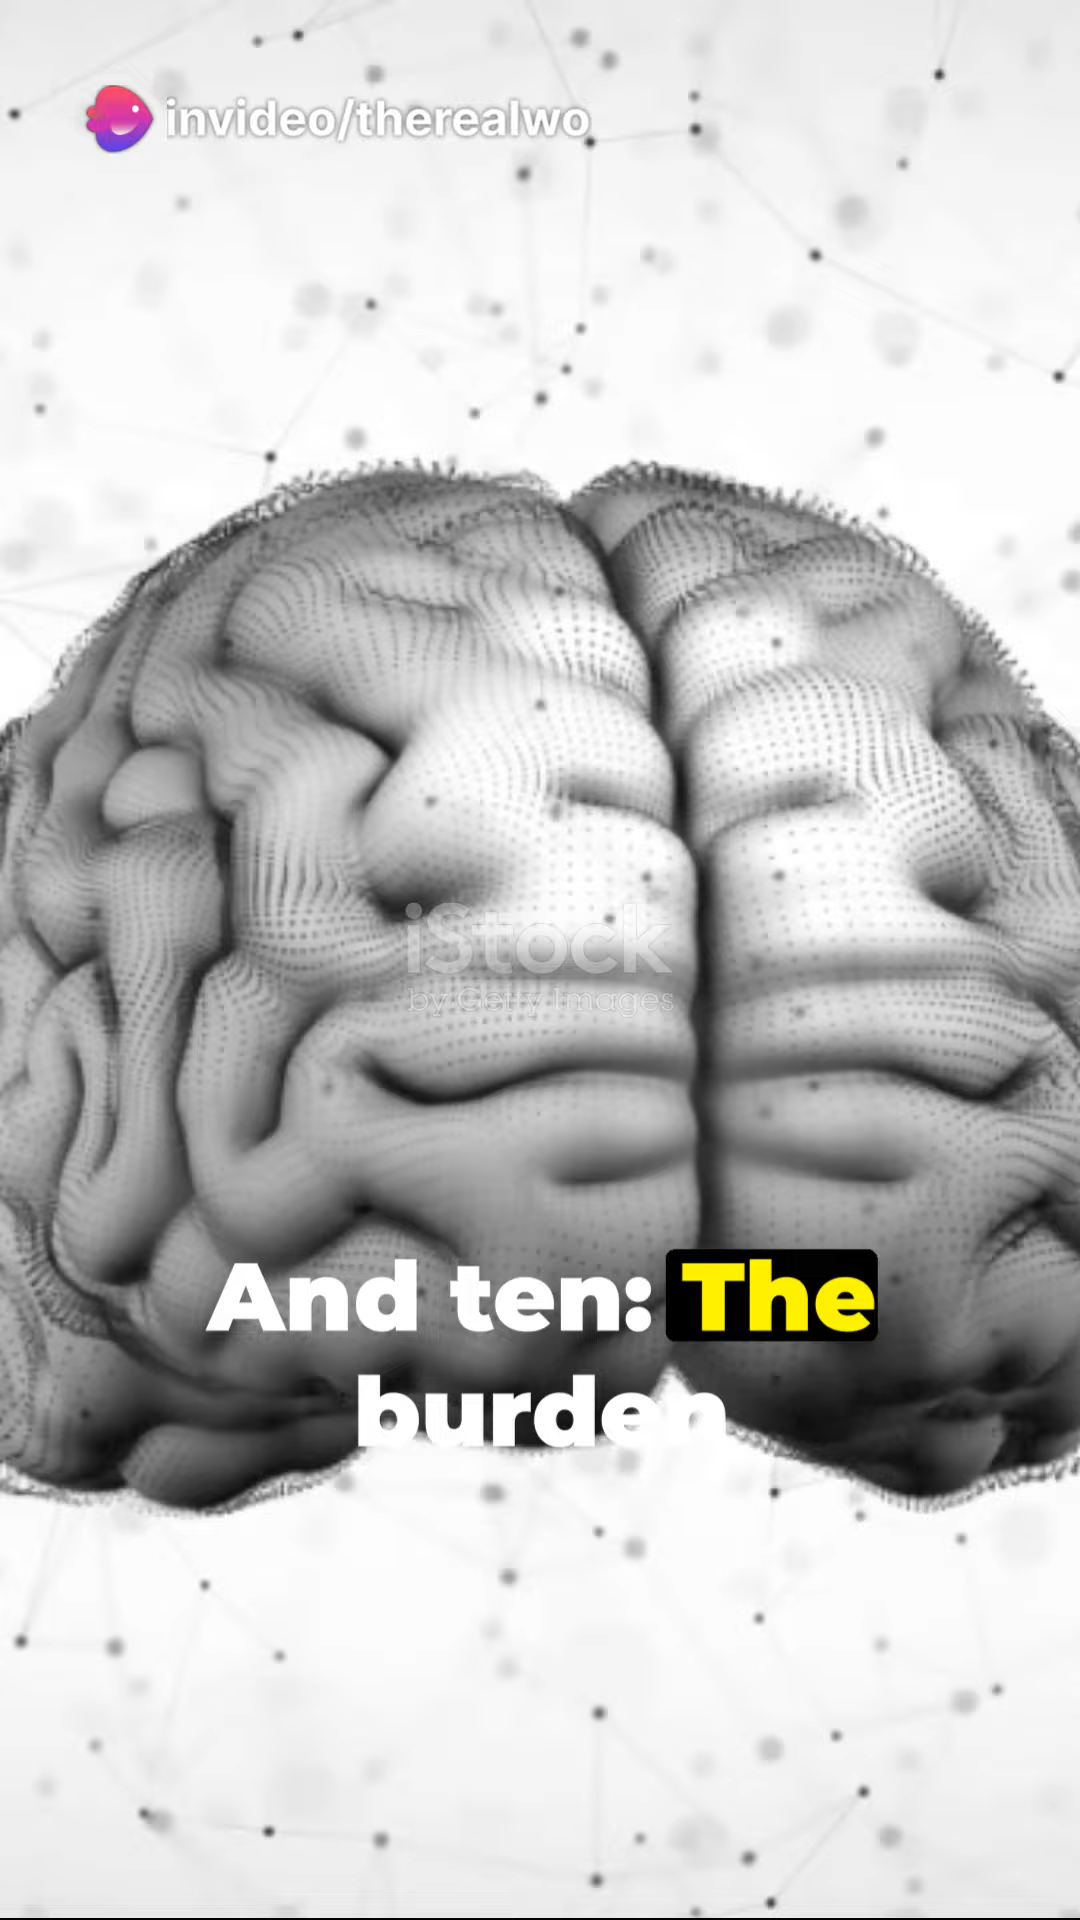 invideo/therealwo
iStock
by Getty Images
And ten: The
burden